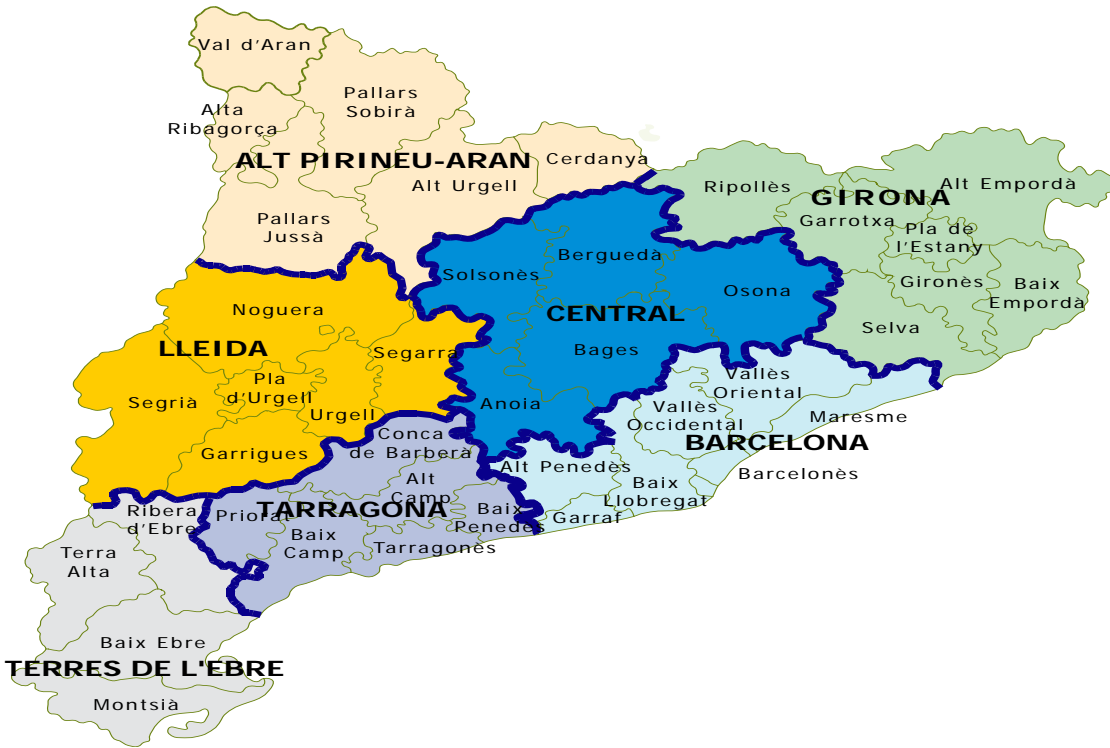 Val d'Aran
Pallars
Sobirà
Alta
Ribagorça
ALT PIRINEU-ARAN
Cerdanya
Alt Urgell
Pallars
Jussà
Ripollès
Alt Empordà
GIRONA
Garrotxa
Pla de
l'Estany
Gironès
Baix
Empordà
Selva
Berguedà
Solsonès
Osona
CENTRAL
Bages
Anoia
Noguera
LLEIDA
Segarra
Pla
d'Urgell
Segrià
Urgell
Garrigues
Vallès
Oriental
Vallès
Occidental
Maresme
BARCELONA
Barcelonès
Alt Penedès
Baix
Llobregat
Garraf
Conca
de Barberà
Alt
Camp
TARRAGONA
Priorat
Baix
Penedès
Baix
Camp
Tarragonès
Ribera
d'Ebre
Terra
Alta
Baix Ebre
TERRES DE L'EBRE
Montsià